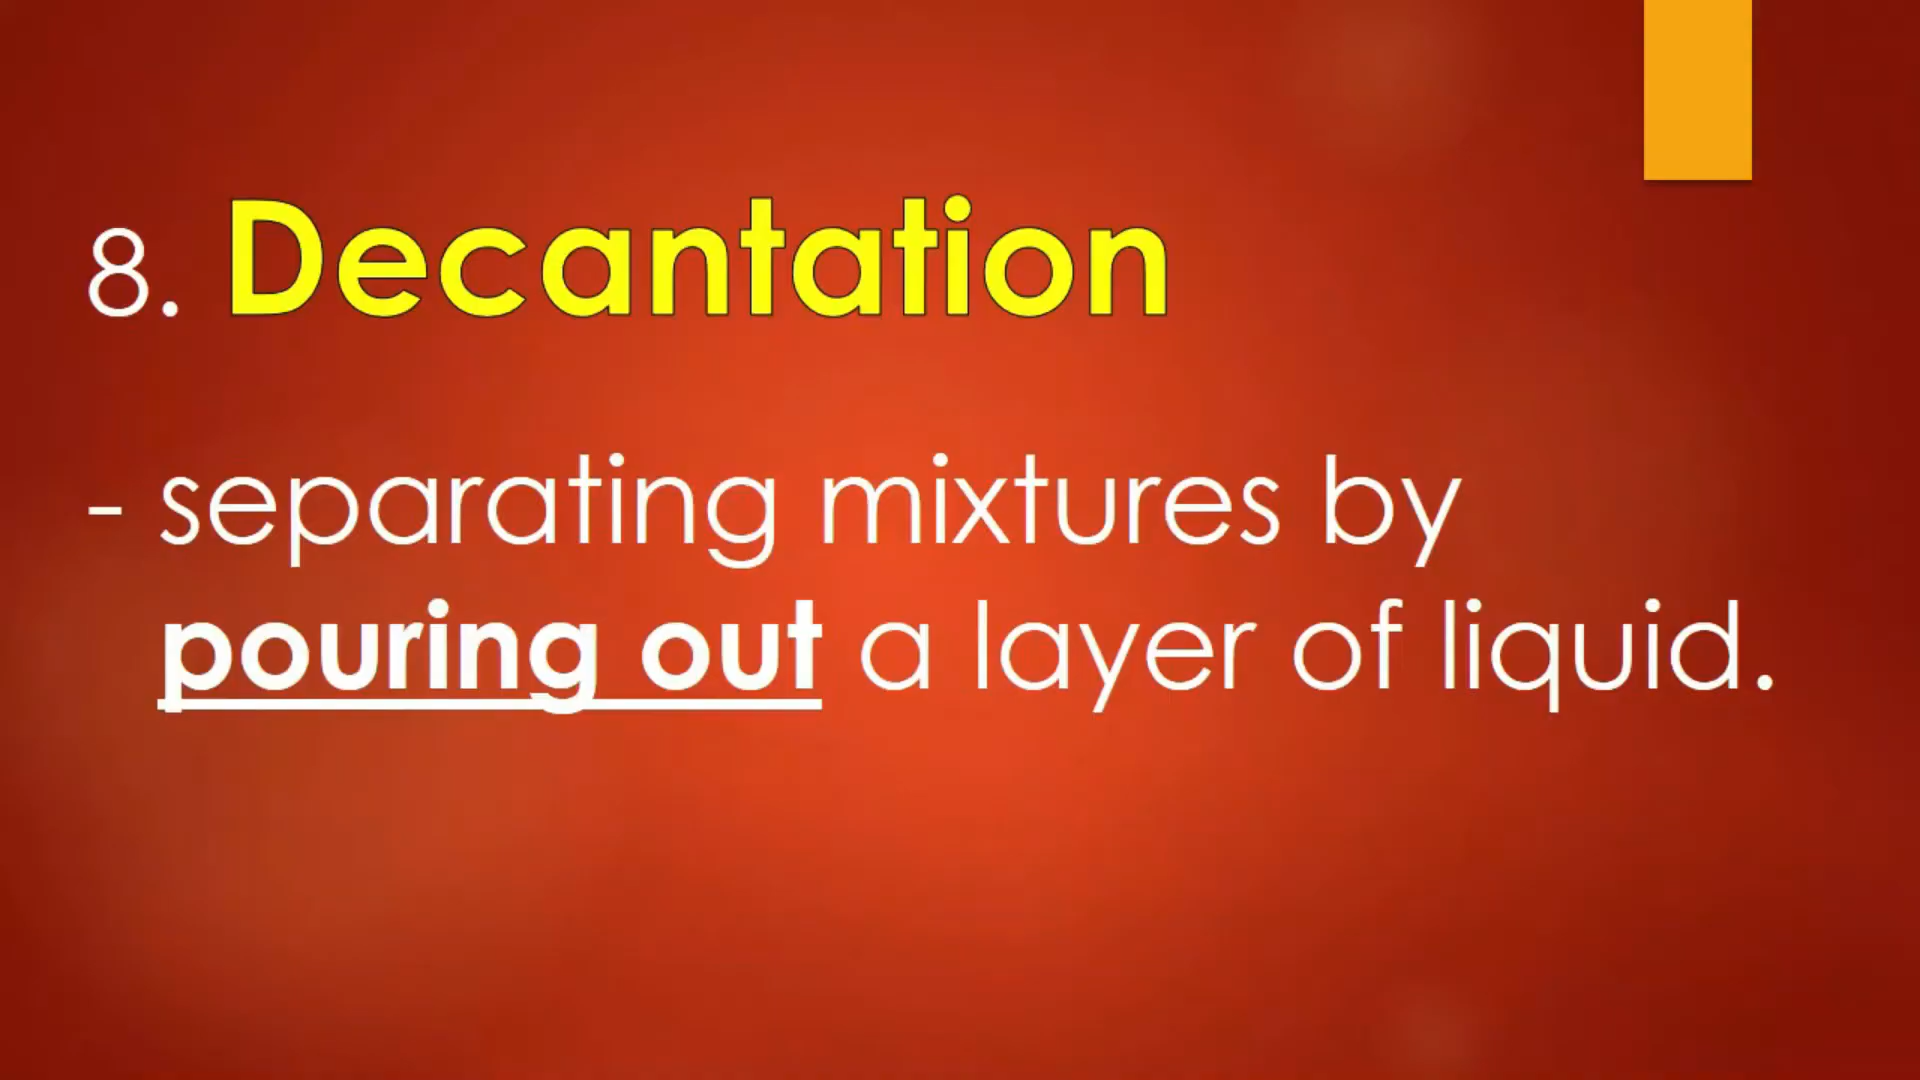 8. Decantation
- separating mixtures by
pouring out a layer of liquid.